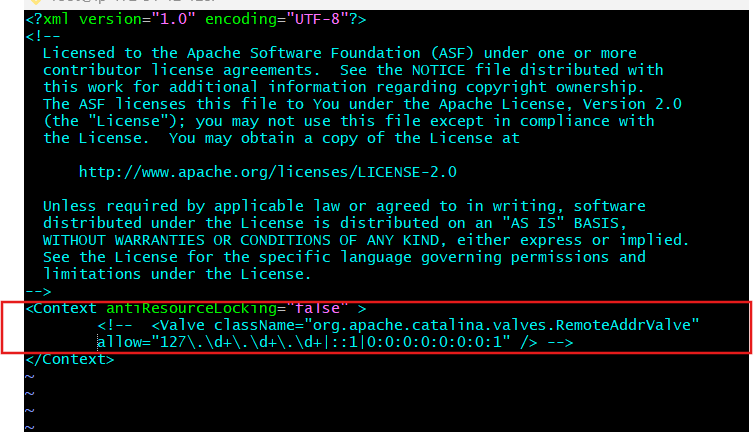 <?xml version="1.0" encoding="UTF-8"?>
<!--
  Licensed to the Apache Software Foundation (ASF) under one or more
  contributor license agreements.  See the NOTICE file distributed with
  this work for additional information regarding copyright ownership.
  The ASF licenses this file to You under the Apache License, Version 2.0
  (the "License"); you may not use this file except in compliance with
  the License.  You may obtain a copy of the License at

      http://www.apache.org/licenses/LICENSE-2.0

  Unless required by applicable law or agreed to in writing, software
  distributed under the License is distributed on an "AS IS" BASIS,
  WITHOUT WARRANTIES OR CONDITIONS OF ANY KIND, either express or implied.
  See the License for the specific language governing permissions and
  limitations under the License.
-->
<Context antiResourceLocking="false" >
        <!--  <Valve className="org.apache.catalina.valves.RemoteAddrValve"
        allow="127\.\d+\.\d+\.\d+|::1|0:0:0:0:0:0:0:1" /> -->
</Context>
~
~
~
~